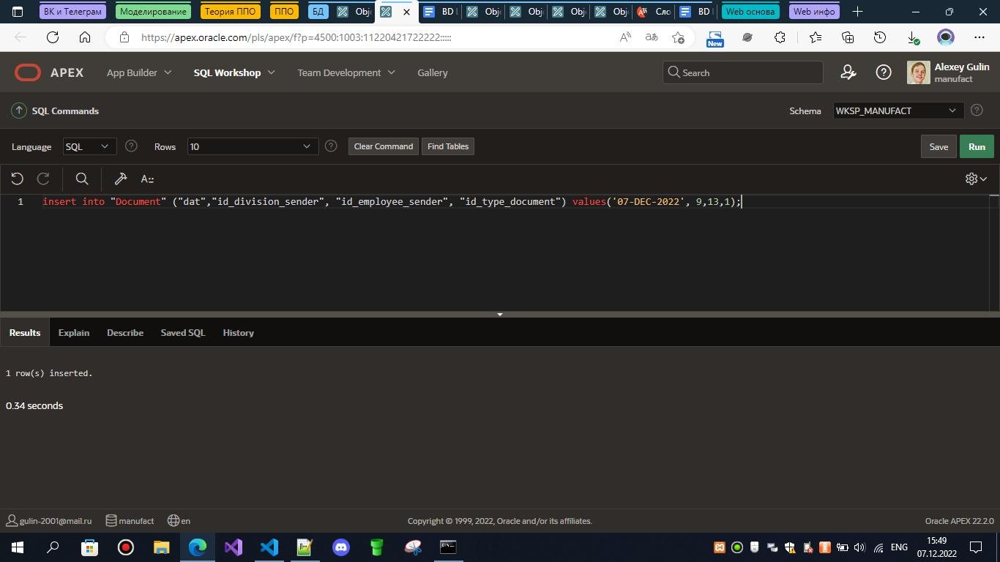 ВК и Телеграм Моделирование Теория ППО ППО БД Obje BD Obje Obje Obje Obje Сло BD Web основа Web инфо
https://apex.oracle.com/pls/apex/f?p=4500:1003:11220421722222:::::
New
APEX App Builder SQL Workshop Team Development Gallery Search Alexey Gulin
manufact
SQL Commands Schema WKSP_MANUFACT
Language SQL Rows 10 Clear Command Find Tables Save Run
1 insert into "Document" ("dat","id_division_sender", "id_employee_sender", "id_type_document") values('07-DEC-2022', 9,13,1);
Results Explain Describe Saved SQL History
1 row(s) inserted.
0.34 seconds
gulin-2001@mail.ru manufact en Copyright © 1999, 2022, Oracle and/or its affiliates. Oracle APEX 22.2.0
ENG 15:49
07.12.2022